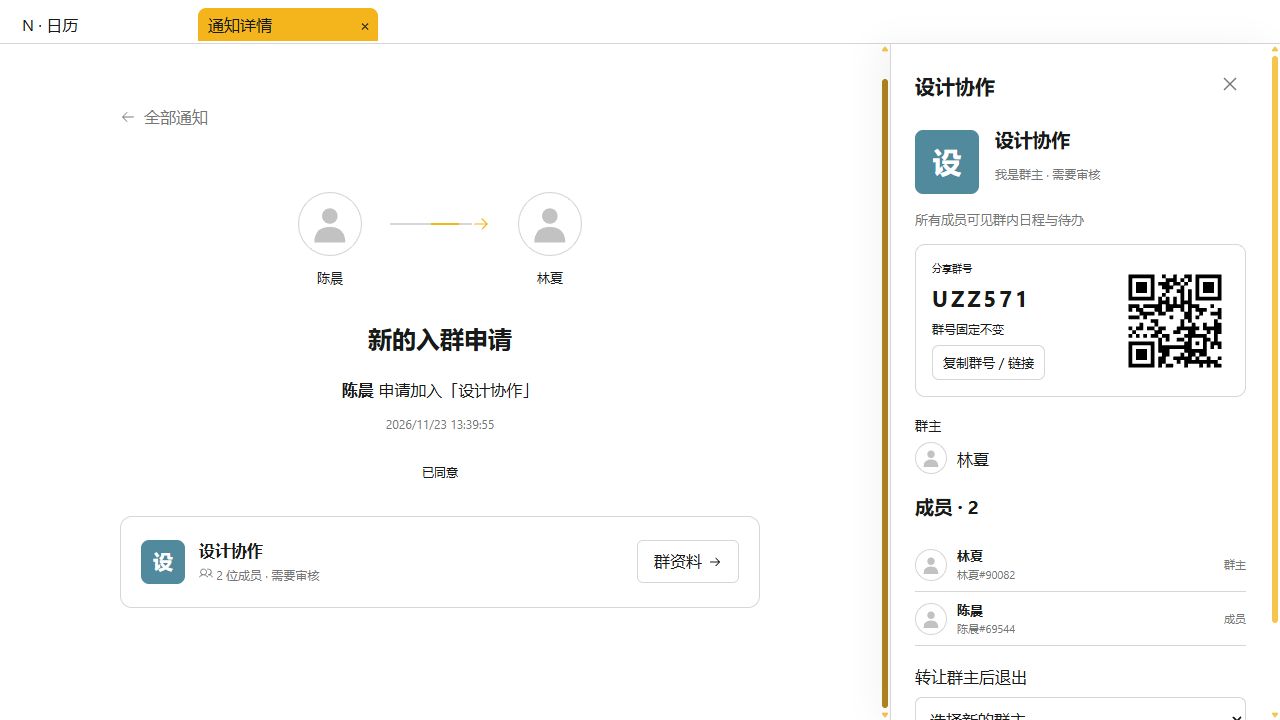 N · 日历
通知详情 ×
← 全部通知
陈晨
林夏
新的入群申请
陈晨 申请加入「设计协作」
2026/11/23 13:39:55
已同意
设
设计协作
2 位成员 · 需要审核
群资料 →
设计协作
设
设计协作
我是群主 · 需要审核
所有成员可见群内日程与待办
分享群号
UZZ571
群号固定不变
复制群号 / 链接
群主
林夏
成员 · 2
林夏
林夏#90082
群主
陈晨
陈晨#69544
成员
转让群主后退出
选择新的群主